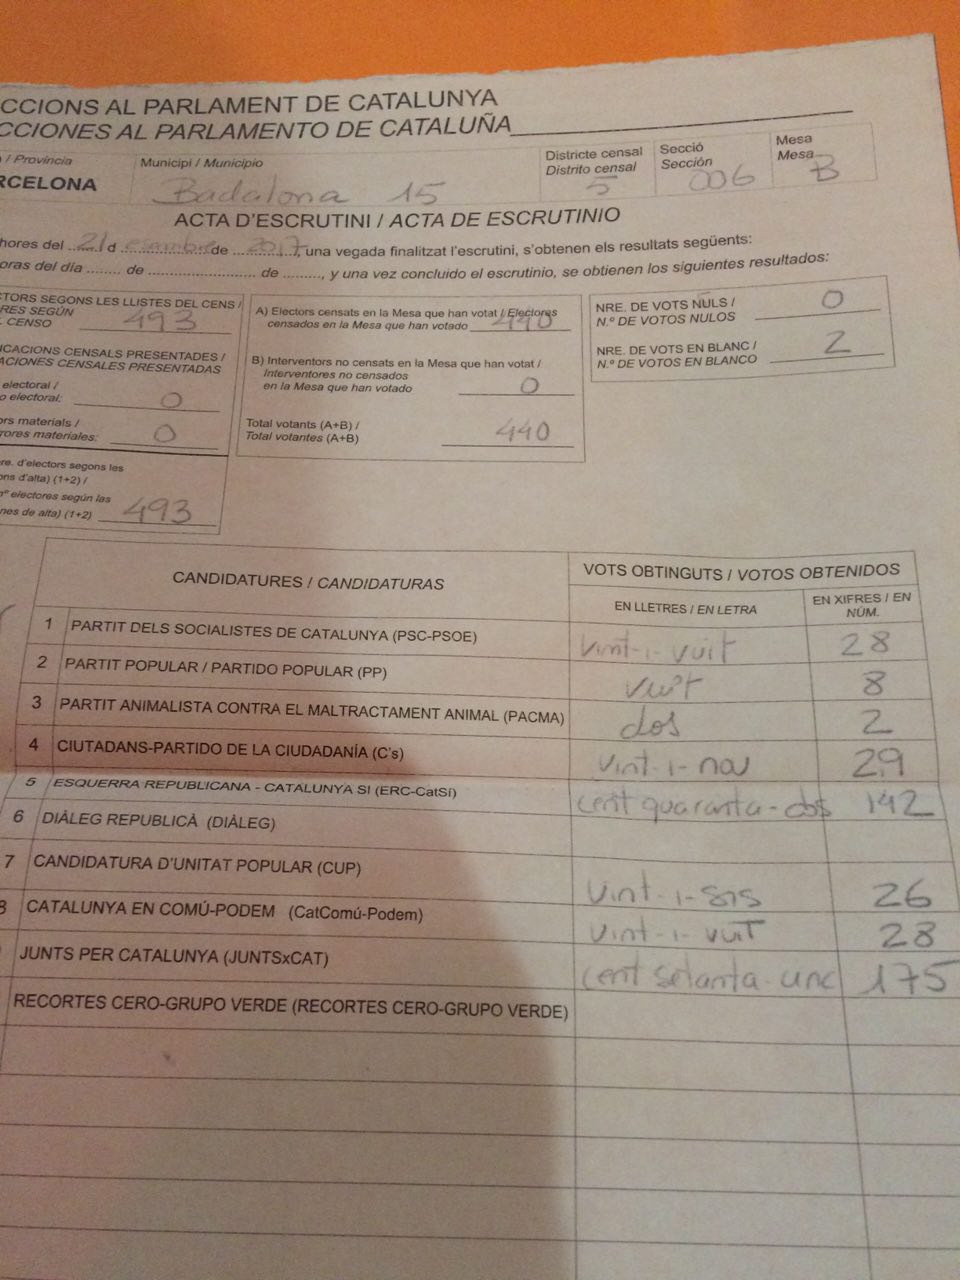 CCIONS AL PARLAMENT DE CATALUNYA
CCIONES AL PARLAMENTO DE CATALUÑA
/ Provincia
Municipi / Municipio
Districte censal
Distrito censal
Secció
Sección
Mesa
Mesa
RCELONA
Badalona 15
5
006
B
ACTA D'ESCRUTINI / ACTA DE ESCRUTINIO
hores del 21 d de 2017, una vegada finalitzat l'escrutini, s'obtenen els resultats següents:
oras del día ........ de .............................. de ........., y una vez concluido el escrutinio, se obtienen los siguientes resultados:
CTORS SEGONS LES LLISTES DEL CENS /
RES SEGÚN
CENSO 493
ICACIONS CENSALS PRESENTADES /
ACIONES CENSALES PRESENTADAS
electoral /
o electoral: 0
ors materials /
rores materiales: 0
re. d'electors segons les
ons d'alta) (1+2) /
nº electores según las
nes de alta) (1+2) 493
A) Electors censats en la Mesa que han votat / Electores
censados en la Mesa que han votado 440
B) Interventors no censats en la Mesa que han votat /
Interventores no censados
en la Mesa que han votado 0
Total votants (A+B) /
Total votantes (A+B) 440
NRE. DE VOTS NULS /
N.º DE VOTOS NULOS 0
NRE. DE VOTS EN BLANC /
N.º DE VOTOS EN BLANCO 2
CANDIDATURES / CANDIDATURAS
VOTS OBTINGUTS / VOTOS OBTENIDOS
EN LLETRES / EN LETRA
EN XIFRES / EN
NÚM.
1 PARTIT DELS SOCIALISTES DE CATALUNYA (PSC-PSOE) vint-i-vuit 28
2 PARTIT POPULAR / PARTIDO POPULAR (PP) vuit 8
3 PARTIT ANIMALISTA CONTRA EL MALTRACTAMENT ANIMAL (PACMA) dos 2
4 CIUTADANS-PARTIDO DE LA CIUDADANÍA (C's) vint-i-nou 29
5 ESQUERRA REPUBLICANA - CATALUNYA SI (ERC-CatSí) cent quaranta-dos 142
6 DIÀLEG REPUBLICÀ (DIÀLEG)
7 CANDIDATURA D'UNITAT POPULAR (CUP) vint-i-sis 26
8 CATALUNYA EN COMÚ-PODEM (CatComú-Podem) vint-i-vuit 28
JUNTS PER CATALUNYA (JUNTSxCAT) cent setanta-cinc 175
RECORTES CERO-GRUPO VERDE (RECORTES CERO-GRUPO VERDE)